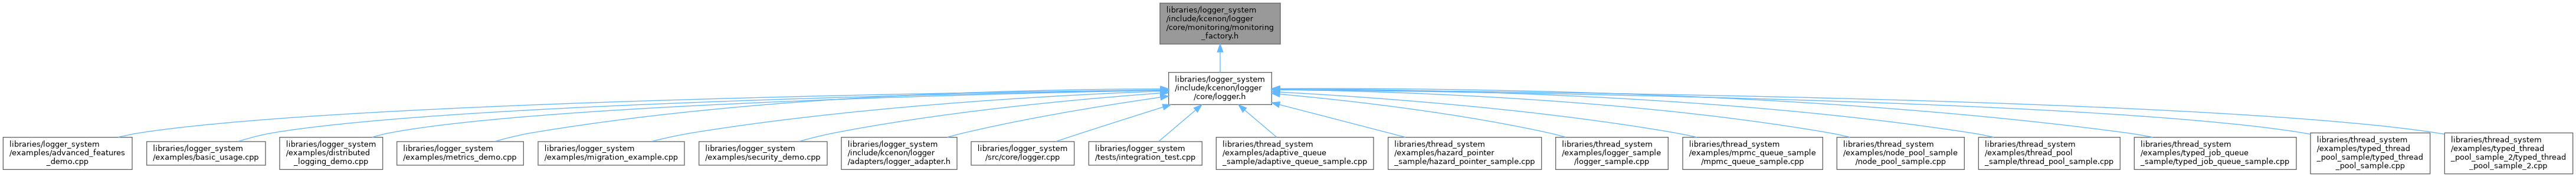 libraries/logger_system
/include/kcenon/logger
/core/monitoring/monitoring
_factory.h
libraries/logger_system
/include/kcenon/logger
/core/logger.h
libraries/logger_system
/examples/advanced_features
_demo.cpp
libraries/logger_system
/examples/basic_usage.cpp
libraries/logger_system
/examples/distributed
_logging_demo.cpp
libraries/logger_system
/examples/metrics_demo.cpp
libraries/logger_system
/examples/migration_example.cpp
libraries/logger_system
/examples/security_demo.cpp
libraries/logger_system
/include/kcenon/logger
/adapters/logger_adapter.h
libraries/logger_system
/src/core/logger.cpp
libraries/logger_system
/tests/integration_test.cpp
libraries/thread_system
/examples/adaptive_queue
_sample/adaptive_queue_sample.cpp
libraries/thread_system
/examples/hazard_pointer
_sample/hazard_pointer_sample.cpp
libraries/thread_system
/examples/logger_sample
/logger_sample.cpp
libraries/thread_system
/examples/mpmc_queue_sample
/mpmc_queue_sample.cpp
libraries/thread_system
/examples/node_pool_sample
/node_pool_sample.cpp
libraries/thread_system
/examples/thread_pool
_sample/thread_pool_sample.cpp
libraries/thread_system
/examples/typed_job_queue
_sample/typed_job_queue_sample.cpp
libraries/thread_system
/examples/typed_thread
_pool_sample/typed_thread
_pool_sample.cpp
libraries/thread_system
/examples/typed_thread
_pool_sample_2/typed_thread
_pool_sample_2.cpp